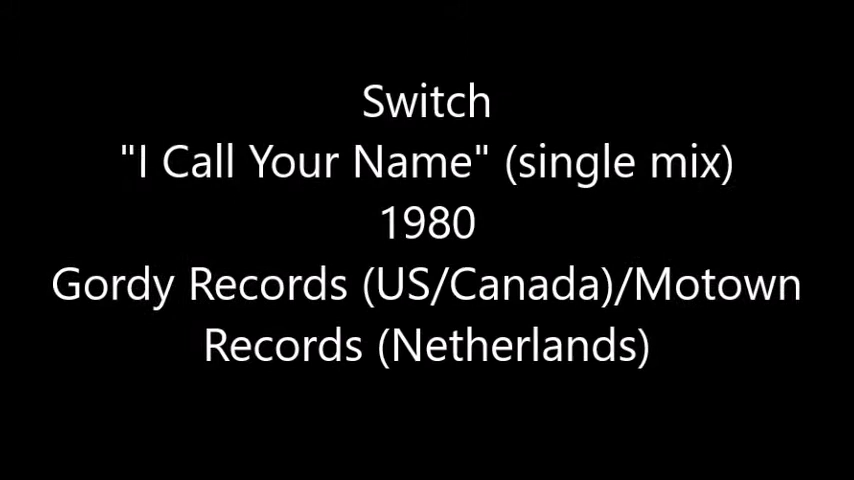 Switch
"I Call Your Name" (single mix)
1980
Gordy Records (US/Canada)/Motown
Records (Netherlands)